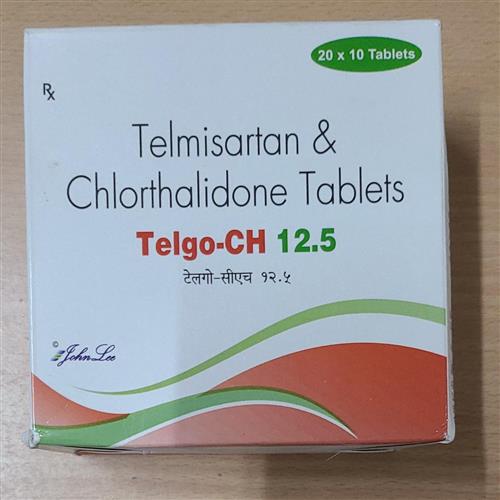 20 x 10 Tablets
Rx
Telmisartan &
Chlorthalidone Tablets
Telgo-CH 12.5
टेलगो-सीएच १२.५
©
John Lee